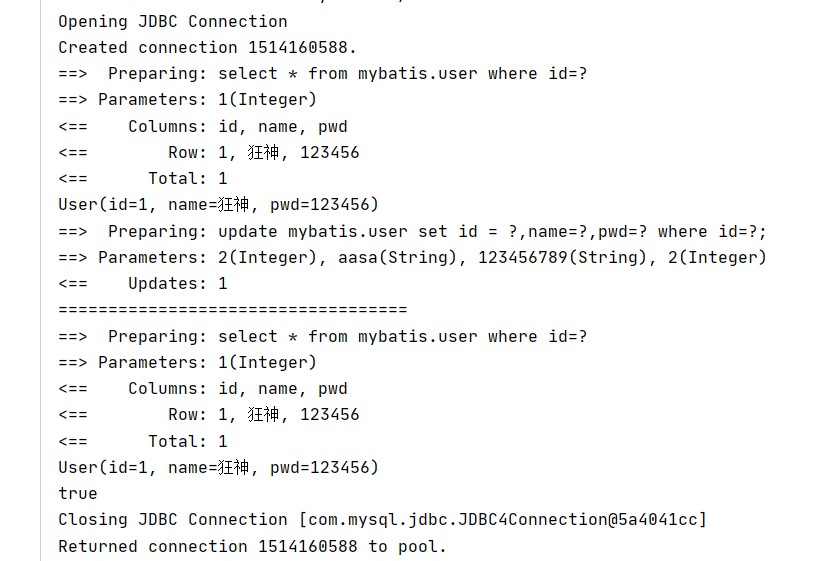 Opening JDBC Connection
Created connection 1514160588.
==>  Preparing: select * from mybatis.user where id=?
==> Parameters: 1(Integer)
<==    Columns: id, name, pwd
<==        Row: 1, 狂神, 123456
<==      Total: 1
User(id=1, name=狂神, pwd=123456)
==>  Preparing: update mybatis.user set id = ?,name=?,pwd=? where id=?;
==> Parameters: 2(Integer), aasa(String), 123456789(String), 2(Integer)
<==    Updates: 1
===================================
==>  Preparing: select * from mybatis.user where id=?
==> Parameters: 1(Integer)
<==    Columns: id, name, pwd
<==        Row: 1, 狂神, 123456
<==      Total: 1
User(id=1, name=狂神, pwd=123456)
true
Closing JDBC Connection [com.mysql.jdbc.JDBC4Connection@5a4041cc]
Returned connection 1514160588 to pool.